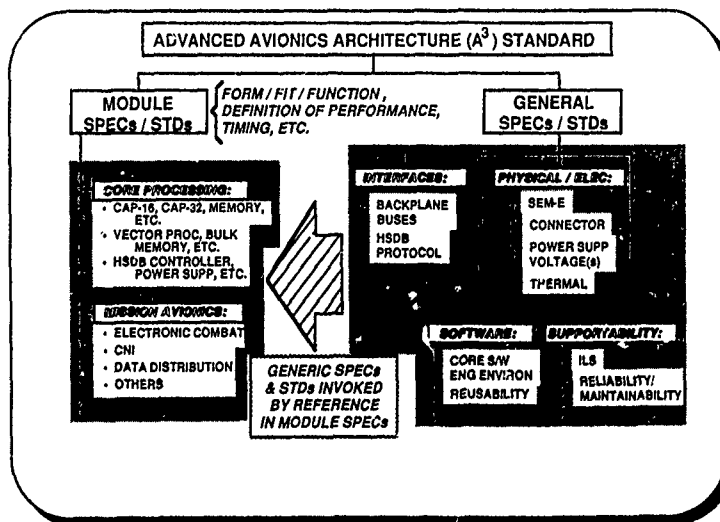 ADVANCED AVIONICS ARCHITECTURE (A³) STANDARD
MODULE
SPECs / STDs
FORM / FIT / FUNCTION ,
DEFINITION OF PERFORMANCE,
TIMING, ETC.
GENERAL
SPECs / STDs
CORE PROCESSING:
• CAP-16, CAP-32, MEMORY,
ETC.
• VECTOR PROC, BULK
MEMORY, ETC.
• HSDB CONTROLLER,
POWER SUPP, ETC.
MISSION AVIONICS:
• ELECTRONIC COMBAT
• CNI
• DATA DISTRIBUTION
• OTHERS
GENERIC SPECs
& STDs INVOKED
BY REFERENCE
IN MODULE SPECs
INTERFACES:
BACKPLANE
BUSES
HSDB
PROTOCOL
PHYSICAL / ELEC:
SEM-E
CONNECTOR
POWER SUPP
VOLTAGE(s)
THERMAL
SOFTWARE:
CORE S/W
ENG ENVIRON
REUSABILITY
SUPPORTABILITY:
ILS
RELIABILITY/
MAINTAINABILITY